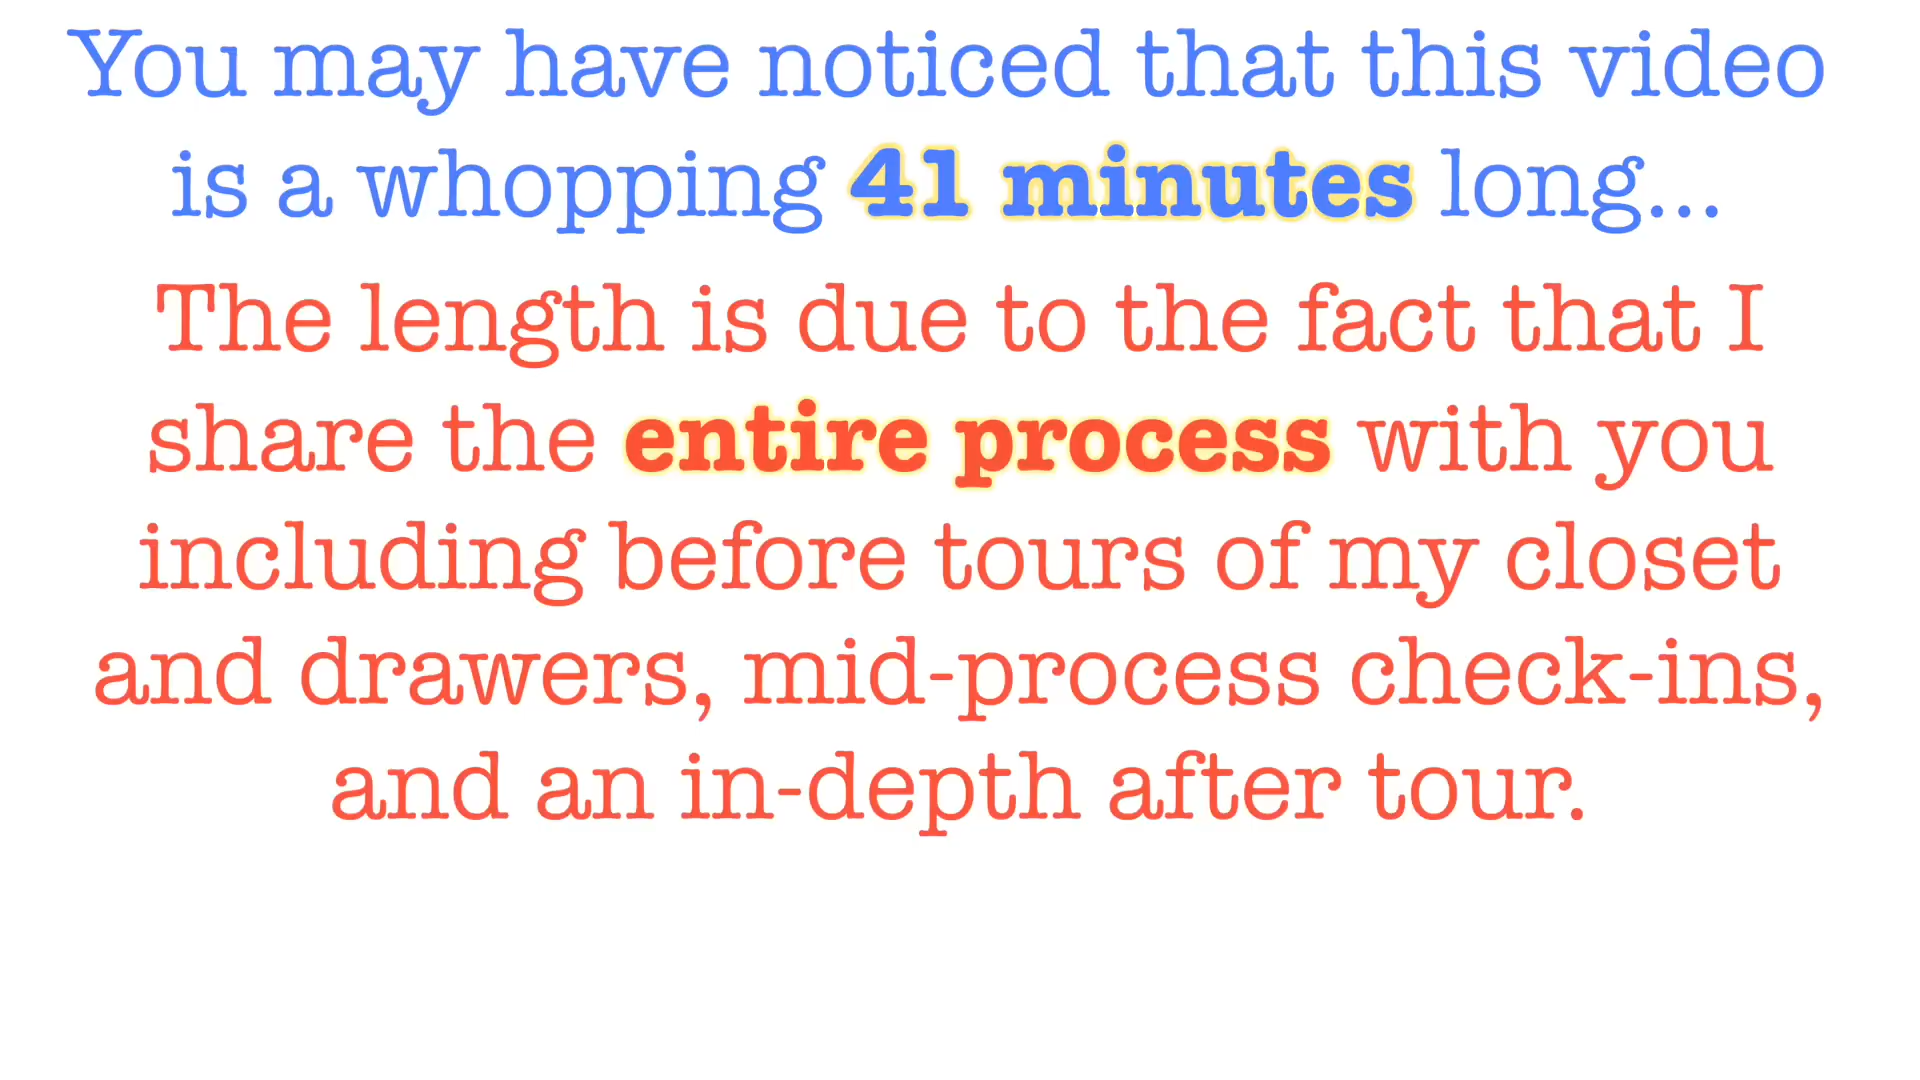 You may have noticed that this video
is a whopping 41 minutes long...
The length is due to the fact that I
share the entire process with you
including before tours of my closet
and drawers, mid-process check-ins,
and an in-depth after tour.